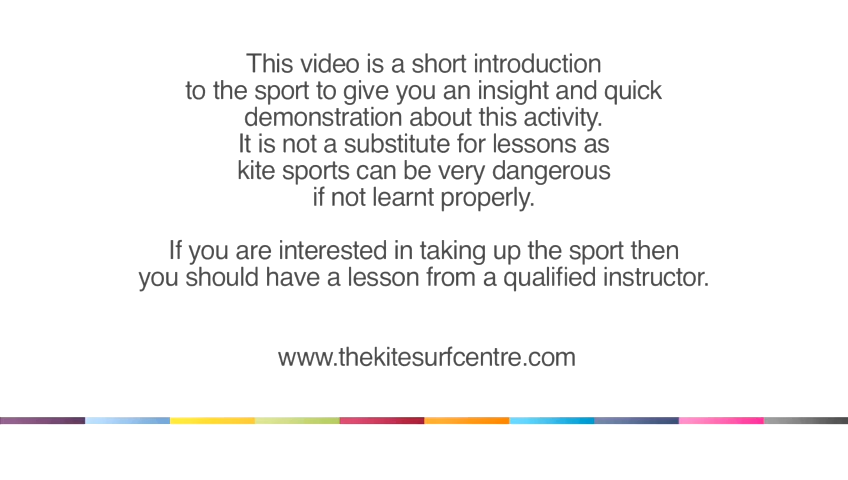 This video is a short introduction
to the sport to give you an insight and quick
demonstration about this activity.
It is not a substitute for lessons as
kite sports can be very dangerous
if not learnt properly.
If you are interested in taking up the sport then
you should have a lesson from a qualified instructor.
www.thekitesurfcentre.com